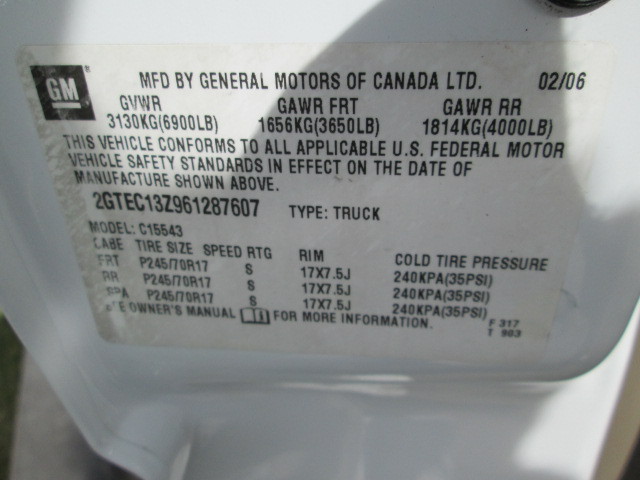 GM
MFD BY GENERAL MOTORS OF CANADA LTD. 02/06
GVWR GAWR FRT GAWR RR
3130KG(6900LB) 1656KG(3650LB) 1814KG(4000LB)
THIS VEHICLE CONFORMS TO ALL APPLICABLE U.S. FEDERAL MOTOR
VEHICLE SAFETY STANDARDS IN EFFECT ON THE DATE OF
MANUFACTURE SHOWN ABOVE.
2GTEC13Z961287607 TYPE: TRUCK
MODEL: C15543
TIRE SIZE SPEED RTG RIM COLD TIRE PRESSURE
FRT P245/70R17 S 17X7.5J 240KPA(35PSI)
RR P245/70R17 S 17X7.5J 240KPA(35PSI)
SPA P245/70R17 S 17X7.5J 240KPA(35PSI)
OWNER'S MANUAL FOR MORE INFORMATION.
F 317
T 903